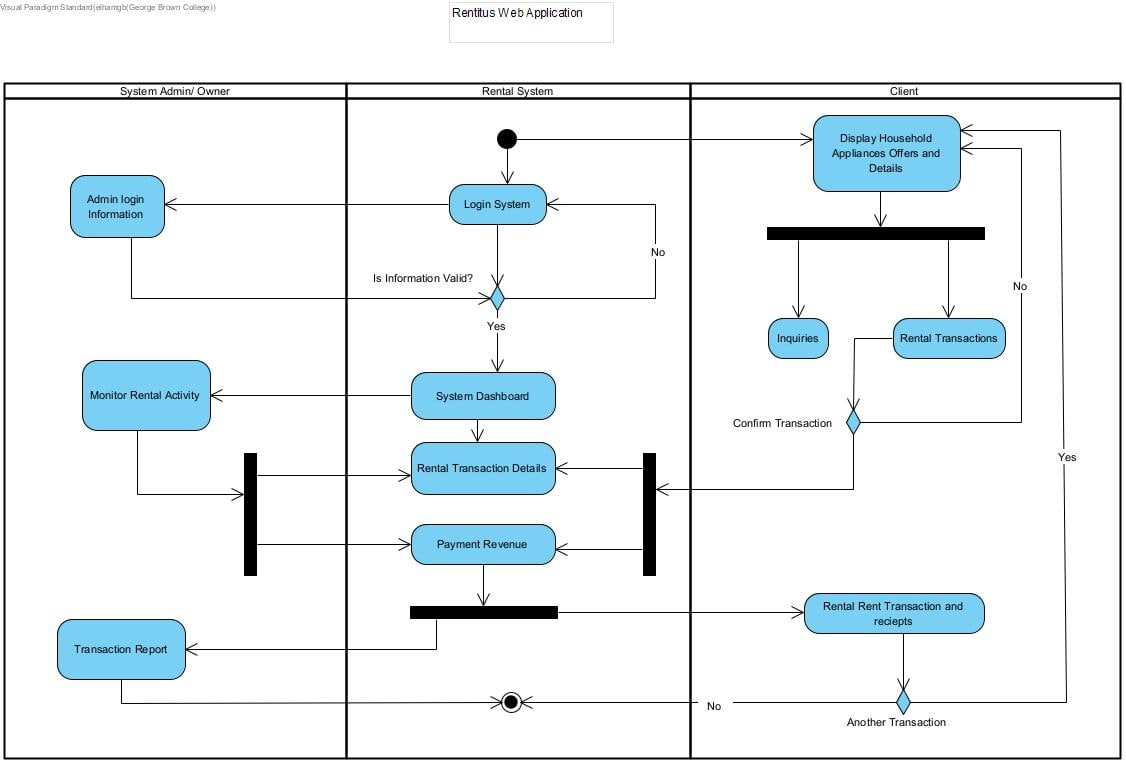 Visual Paradigm Standard(elhamgb(George Brown College))
Rentitus Web Application
System Admin/ Owner
Rental System
Client
Display Household
Appliances Offers and
Details
Admin login
Information
Login System
No
Is Information Valid?
Yes
No
Inquiries
Rental Transactions
Monitor Rental Activity
System Dashboard
Confirm Transaction
Rental Transaction Details
Yes
Payment Revenue
Rental Rent Transaction and
reciepts
Transaction Report
No
Another Transaction